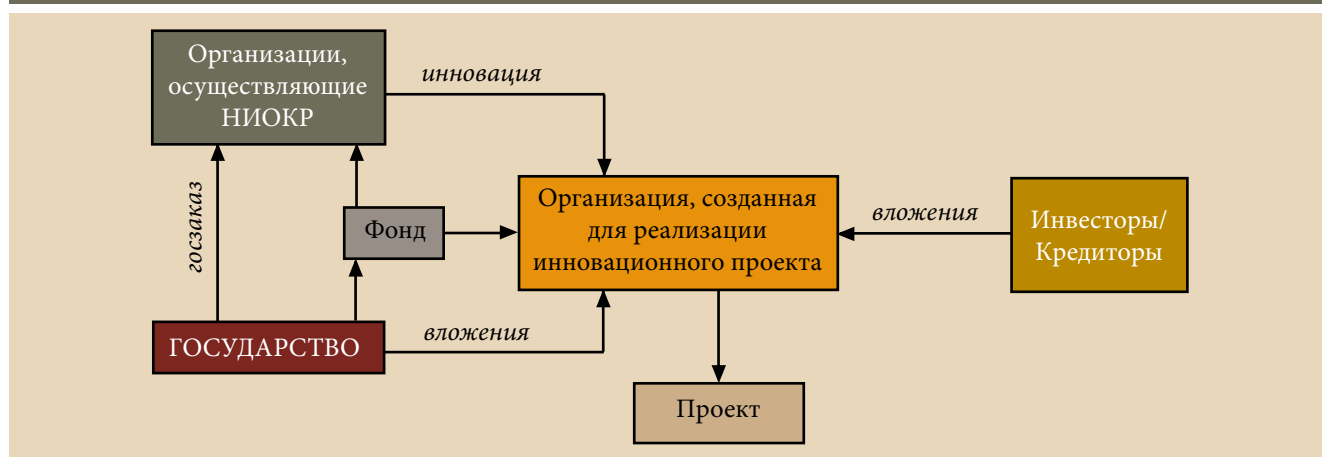 Организации,
осуществляющие
НИОКР
инновация
госзаказ
Фонд
Организация, созданная
для реализации
инновационного проекта
вложения
Инвесторы/
Кредиторы
ГОСУДАРСТВО
вложения
Проект